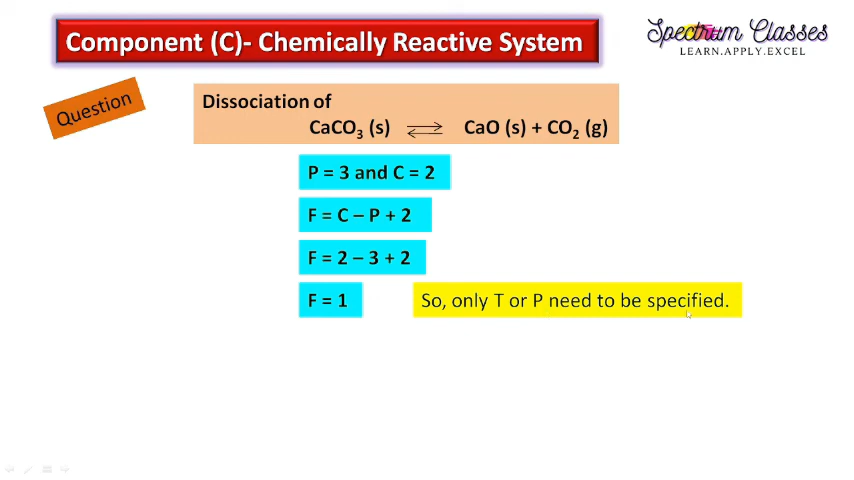 Component (C)- Chemically Reactive System
Spectrum Classes
LEARN.APPLY.EXCEL
Question
Dissociation of
CaCO₃ (s) ⇌ CaO (s) + CO₂ (g)
P = 3 and C = 2
F = C – P + 2
F = 2 – 3 + 2
F = 1 So, only T or P need to be specified.